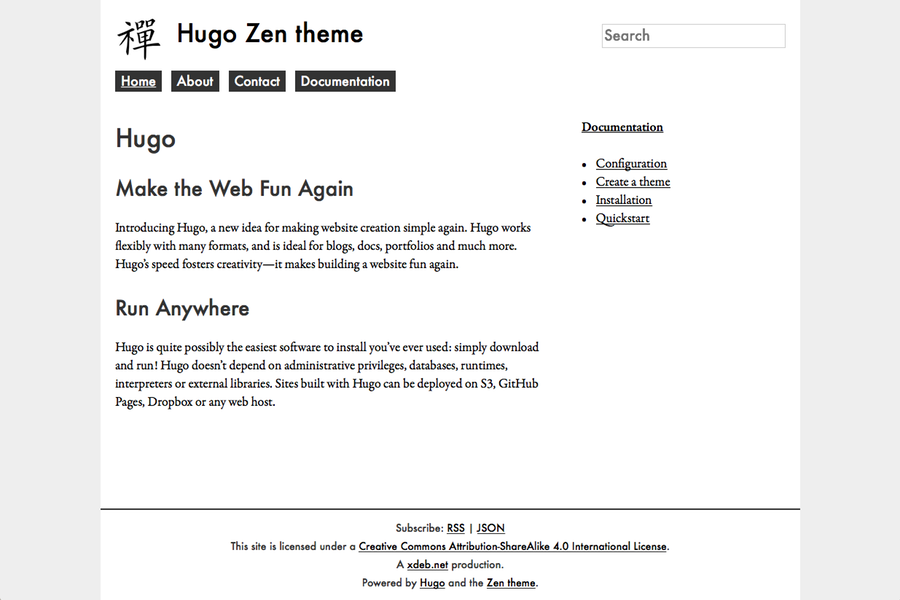 禪 Hugo Zen theme
Search
Home About Contact Documentation
Hugo
Make the Web Fun Again
Introducing Hugo, a new idea for making website creation simple again. Hugo works
flexibly with many formats, and is ideal for blogs, docs, portfolios and much more.
Hugo’s speed fosters creativity—it makes building a website fun again.
Run Anywhere
Hugo is quite possibly the easiest software to install you’ve ever used: simply download
and run! Hugo doesn’t depend on administrative privileges, databases, runtimes,
interpreters or external libraries. Sites built with Hugo can be deployed on S3, GitHub
Pages, Dropbox or any web host.
Documentation
Configuration
Create a theme
Installation
Quickstart
Subscribe: RSS | JSON
This site is licensed under a Creative Commons Attribution-ShareAlike 4.0 International License.
A xdeb.net production.
Powered by Hugo and the Zen theme.